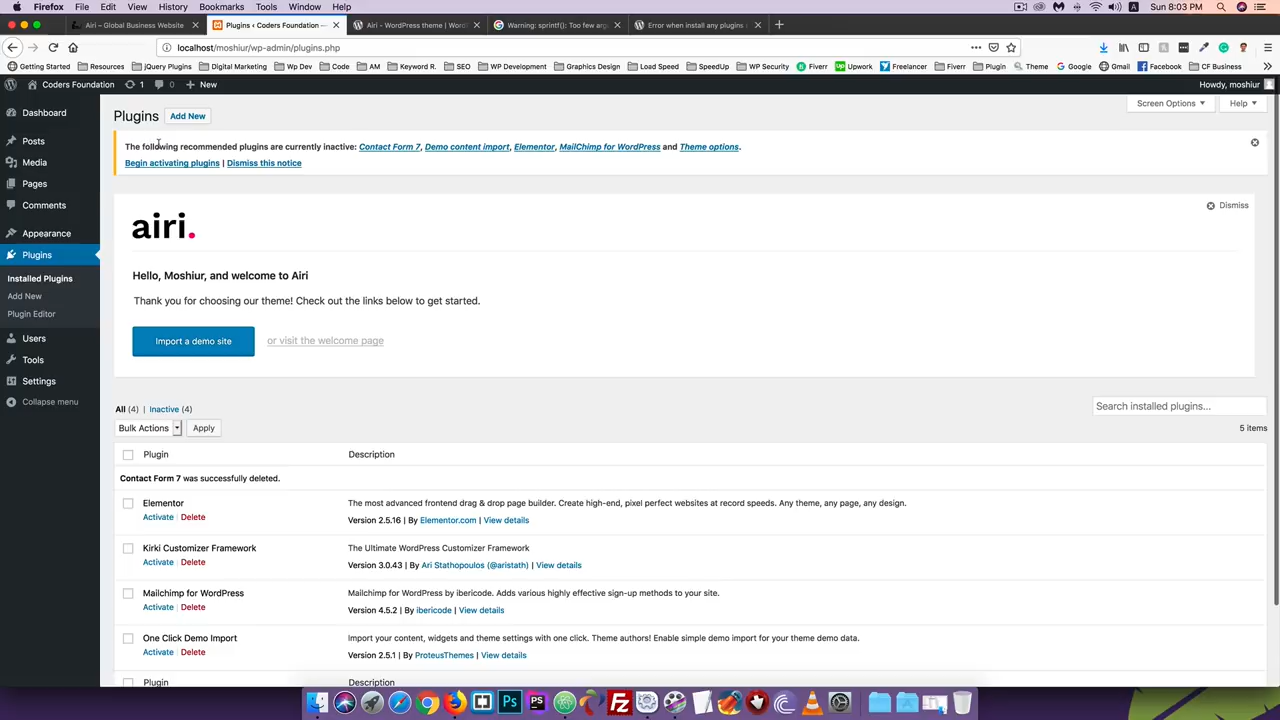 Firefox File Edit View History Bookmarks Tools Window Help
Sun 8:03 PM
Airi – Global Business Website
Plugins ‹ Coders Foundation —
Airi - WordPress theme | Word
Warning: sprintf(): Too few argu
Error when install any plugins
localhost/moshiur/wp-admin/plugins.php
Getting Started Resources jQuery Plugins Digital Marketing Wp Dev Code AM Keyword R. SEO WP Development Graphics Design Load Speed SpeedUp WP Security Fiverr Upwork Freelancer Fiverr Plugin Theme Google Gmail Facebook CF Business
Coders Foundation 1 0 New
Howdy, moshiur
Dashboard
Posts
Media
Pages
Comments
Appearance
Plugins
Installed Plugins
Add New
Plugin Editor
Users
Tools
Settings
Collapse menu
Screen Options Help
Plugins Add New
The following recommended plugins are currently inactive: Contact Form 7, Demo content import, Elementor, MailChimp for WordPress and Theme options.
Begin activating plugins | Dismiss this notice
Dismiss
airi.
Hello, Moshiur, and welcome to Airi
Thank you for choosing our theme! Check out the links below to get started.
Import a demo site or visit the welcome page
All (4) | Inactive (4)
Search installed plugins...
Bulk Actions Apply
5 items
Plugin Description
Contact Form 7 was successfully deleted.
Elementor
Activate | Delete
The most advanced frontend drag & drop page builder. Create high-end, pixel perfect websites at record speeds. Any theme, any page, any design.
Version 2.5.16 | By Elementor.com | View details
Kirki Customizer Framework
Activate | Delete
The Ultimate WordPress Customizer Framework
Version 3.0.43 | By Ari Stathopoulos (@aristath) | View details
Mailchimp for WordPress
Activate | Delete
Mailchimp for WordPress by ibericode. Adds various highly effective sign-up methods to your site.
Version 4.5.2 | By ibericode | View details
One Click Demo Import
Activate | Delete
Import your content, widgets and theme settings with one click. Theme authors! Enable simple demo import for your theme demo data.
Version 2.5.1 | By ProteusThemes | View details
Plugin Description